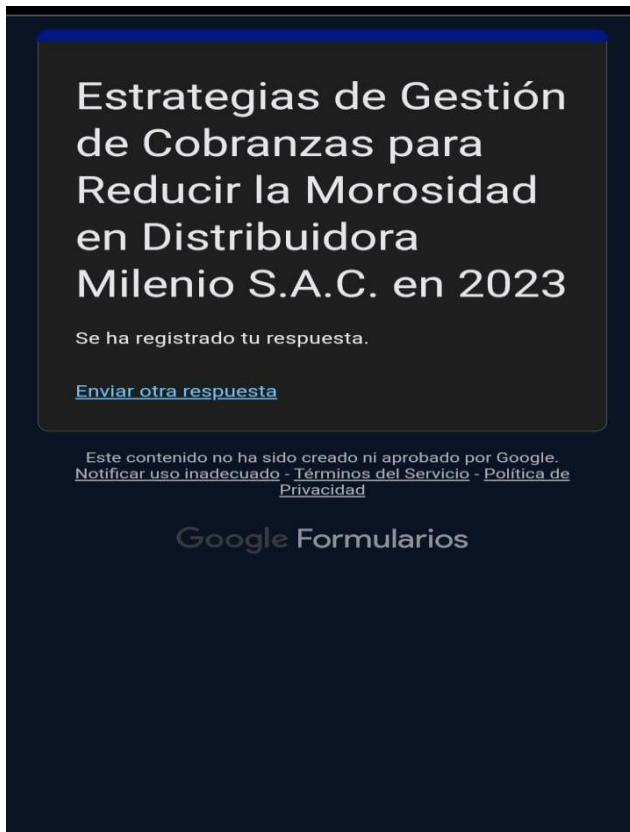 Estrategias de Gestión
de Cobranzas para
Reducir la Morosidad
en Distribuidora
Milenio S.A.C. en 2023
Se ha registrado tu respuesta.
Enviar otra respuesta
Este contenido no ha sido creado ni aprobado por Google.
Notificar uso inadecuado - Términos del Servicio - Política de
Privacidad
Google Formularios